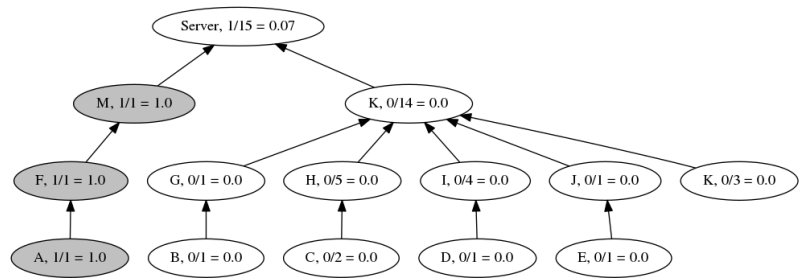 Server, 1/15 = 0.07
M, 1/1 = 1.0
K, 0/14 = 0.0
F, 1/1 = 1.0
G, 0/1 = 0.0
H, 0/5 = 0.0
I, 0/4 = 0.0
J, 0/1 = 0.0
K, 0/3 = 0.0
A, 1/1 = 1.0
B, 0/1 = 0.0
C, 0/2 = 0.0
D, 0/1 = 0.0
E, 0/1 = 0.0